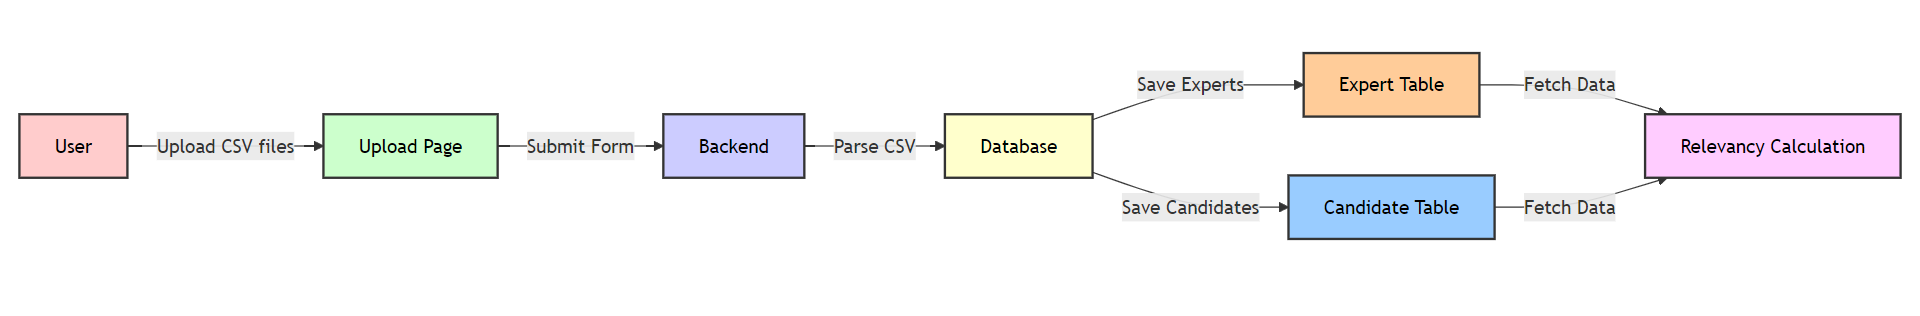 User
Upload CSV files
Upload Page
Submit Form
Backend
Parse CSV
Database
Save Experts
Expert Table
Fetch Data
Save Candidates
Candidate Table
Fetch Data
Relevancy Calculation